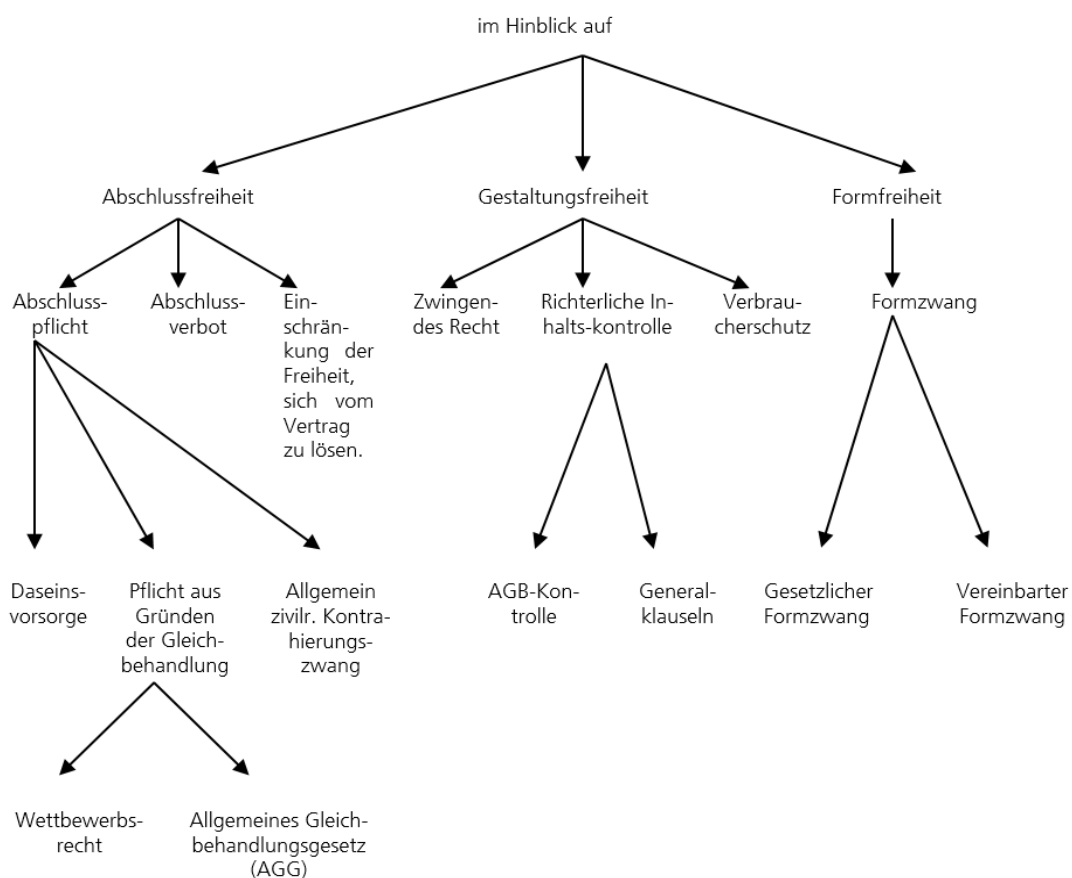 im Hinblick auf
Abschlussfreiheit
Gestaltungsfreiheit
Formfreiheit
Abschluss-
pflicht
Abschluss-
verbot
Ein-
schrän-
kung der
Freiheit,
sich vom
Vertrag
zu lösen.
Zwingen-
des Recht
Richterliche In-
halts-kontrolle
Verbrau-
cherschutz
Formzwang
Daseins-
vorsorge
Pflicht aus
Gründen
der Gleich-
behandlung
Allgemein
zivilr. Kontra-
hierungs-
zwang
AGB-Kon-
trolle
General-
klauseln
Gesetzlicher
Formzwang
Vereinbarter
Formzwang
Wettbewerbs-
recht
Allgemeines Gleich-
behandlungsgesetz
(AGG)